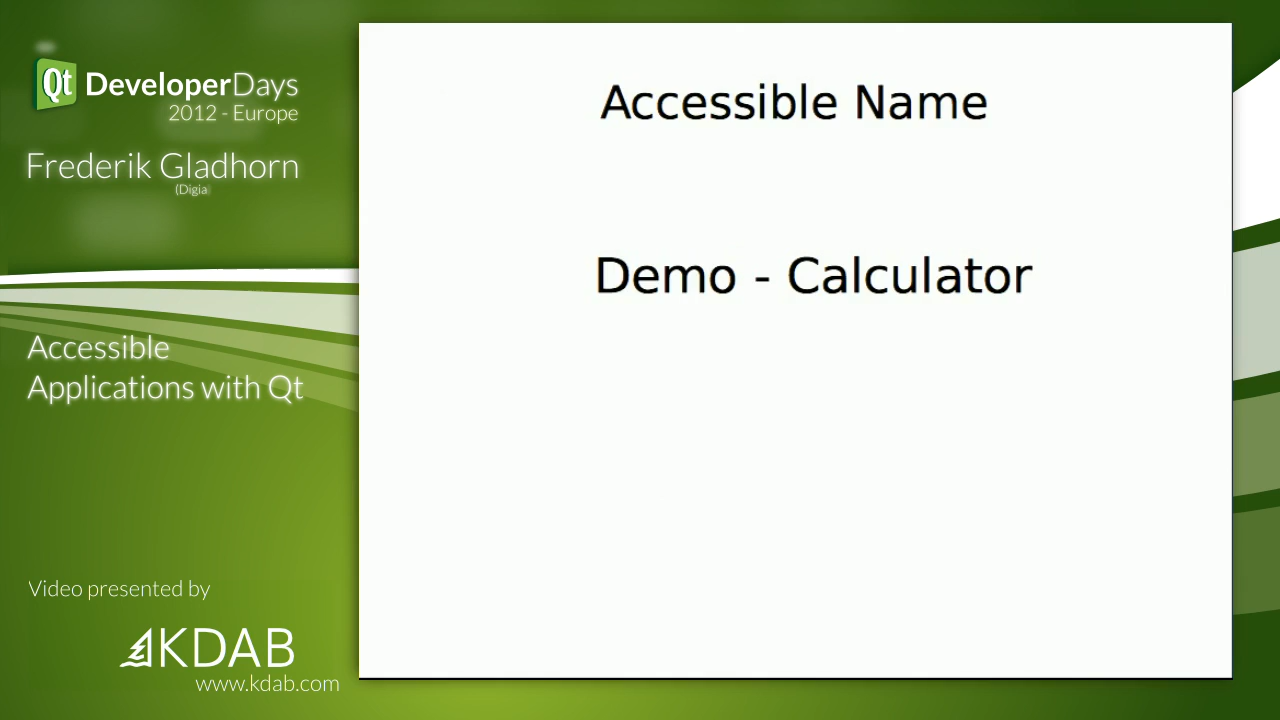 Qt DeveloperDays
2012 - Europe
Frederik Gladhorn
(Digia
Accessible
Applications with Qt
Video presented by
KDAB
www.kdab.com
Accessible Name
Demo - Calculator